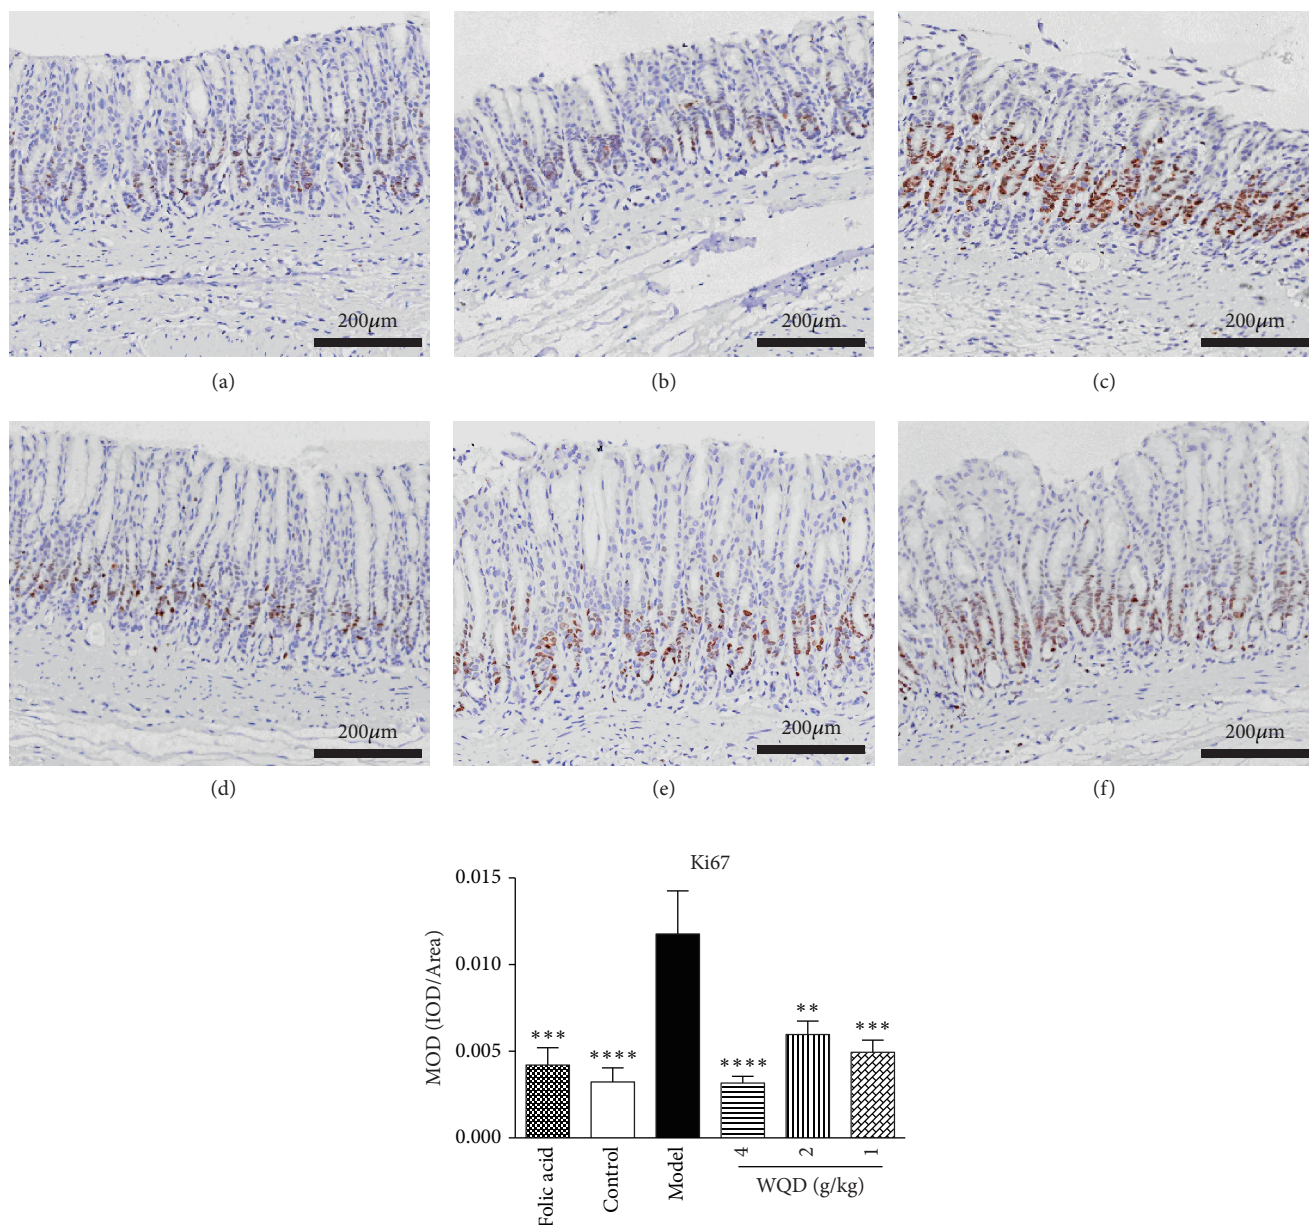 200μm
200μm
200μm
(a)
(b)
(c)
200μm
200μm
200μm
(d)
(e)
(f)
Ki67
MOD (IOD/Area)
0.015
0.010
0.005
0.000
***
****
****
**
***
Folic acid
Control
Model
4
2
1
WQD (g/kg)